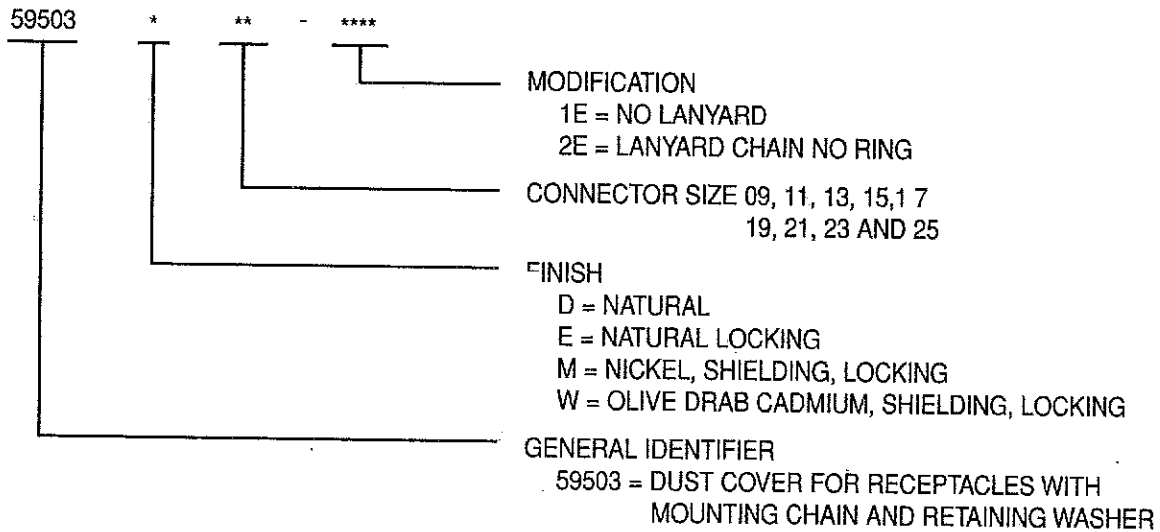 59503 * ** - ****
MODIFICATION
1E = NO LANYARD
2E = LANYARD CHAIN NO RING
CONNECTOR SIZE 09, 11, 13, 15,1 7
19, 21, 23 AND 25
FINISH
D = NATURAL
E = NATURAL LOCKING
M = NICKEL, SHIELDING, LOCKING
W = OLIVE DRAB CADMIUM, SHIELDING, LOCKING
GENERAL IDENTIFIER
59503 = DUST COVER FOR RECEPTACLES WITH
MOUNTING CHAIN AND RETAINING WASHER